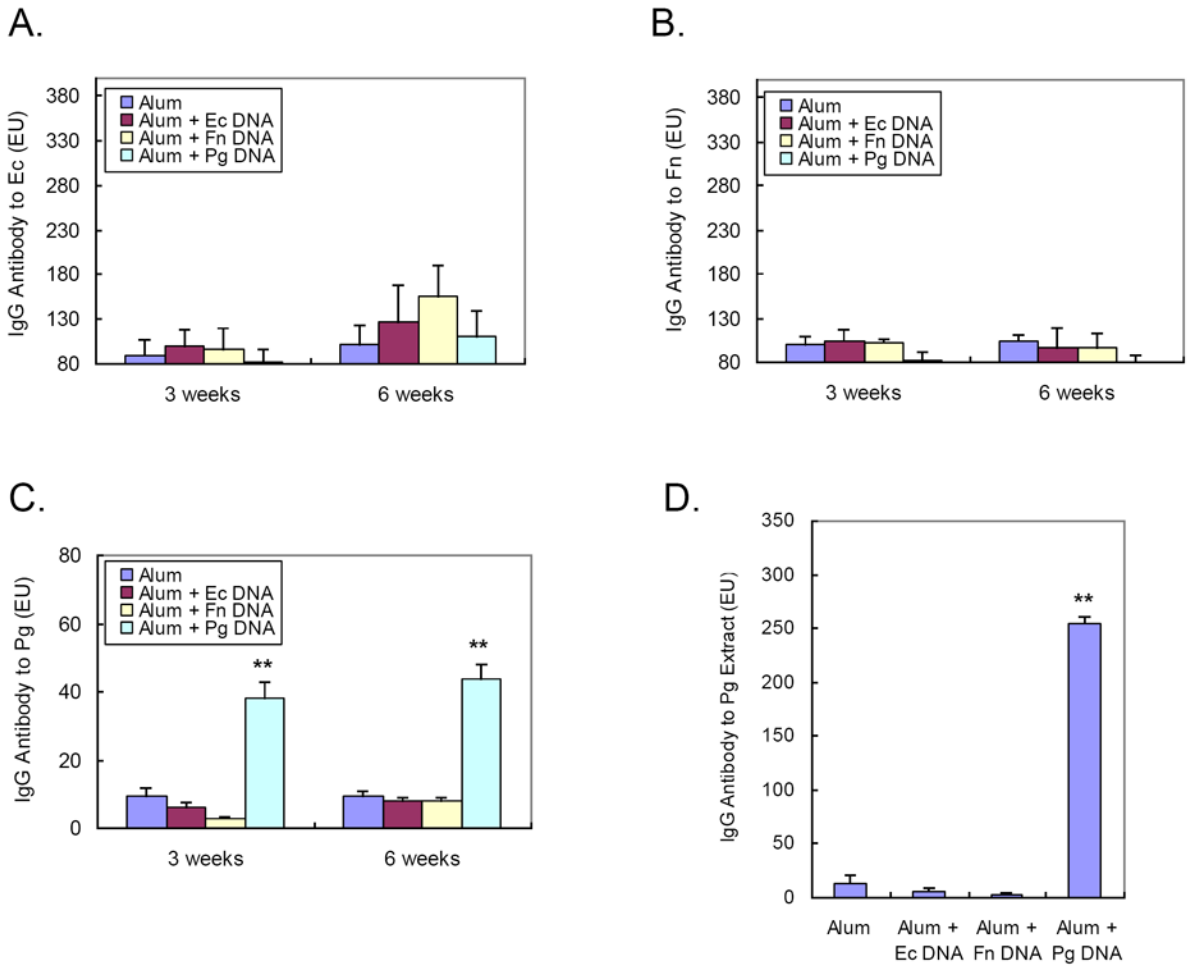 A.
IgG Antibody to Ec (EU)
380
330
280
230
180
130
80
Alum
Alum + Ec DNA
Alum + Fn DNA
Alum + Pg DNA
3 weeks
6 weeks
B.
IgG Antibody to Fn (EU)
380
330
280
230
180
130
80
Alum
Alum + Ec DNA
Alum + Fn DNA
Alum + Pg DNA
3 weeks
6 weeks
C.
IgG Antibody to Pg (EU)
80
60
40
20
0
Alum
Alum + Ec DNA
Alum + Fn DNA
Alum + Pg DNA
**
**
3 weeks
6 weeks
D.
IgG Antibody to Pg Extract (EU)
350
300
250
200
150
100
50
0
**
Alum
Alum +
Ec DNA
Alum +
Fn DNA
Alum +
Pg DNA